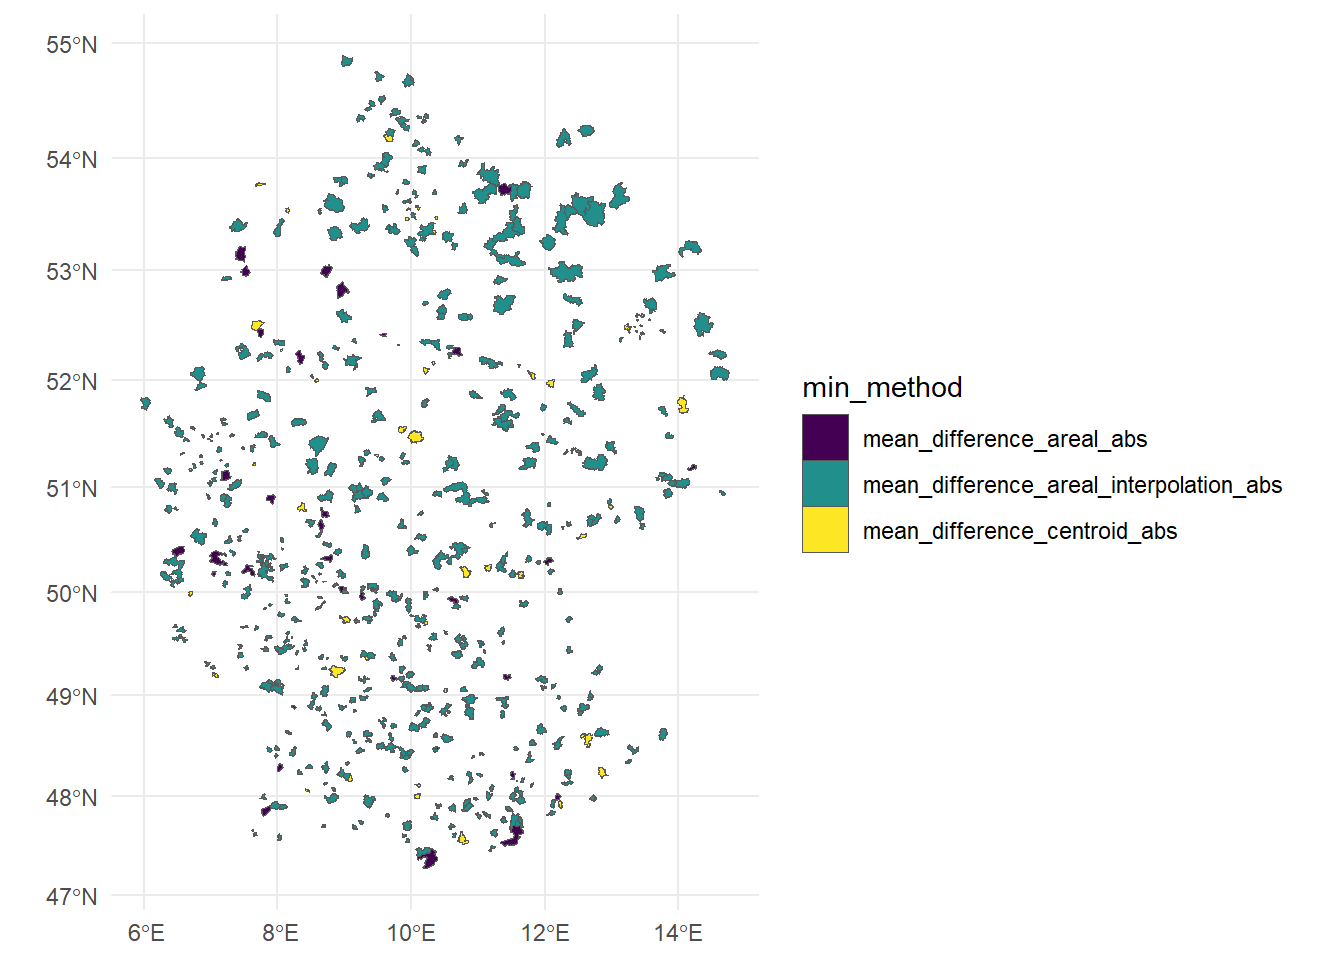 55°N
54°N
53°N
52°N
51°N
50°N
49°N
48°N
47°N
6°E
8°E
10°E
12°E
14°E
min_method
mean_difference_areal_abs
mean_difference_areal_interpolation_abs
mean_difference_centroid_abs